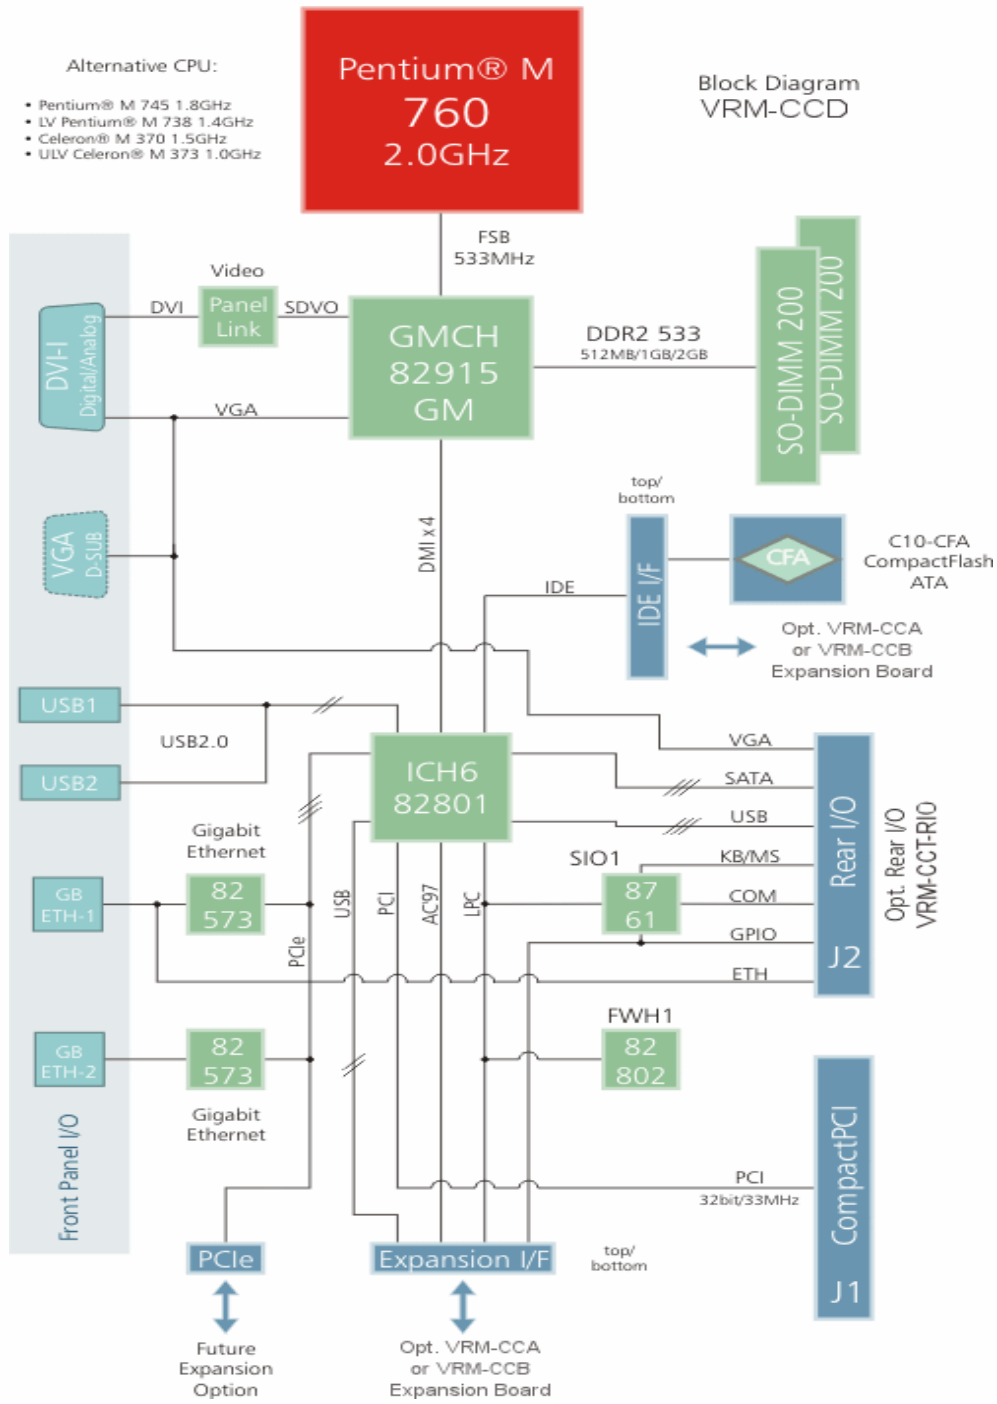 Alternative CPU:
• Pentium® M 745 1.8GHz
• LV Pentium® M 738 1.4GHz
• Celeron® M 370 1.5GHz
• ULV Celeron® M 373 1.0GHz
Pentium® M
760
2.0GHz
Block Diagram
VRM-CCD
FSB
533MHz
Video
Panel
Link
DVI
SDVO
DVI-I
Digital/Analog
GMCH
82915
GM
DDR2 533
512MB/1GB/2GB
SO-DIMM 200
SO-DIMM 200
VGA
VGA
D-SUB
DMI x 4
top/
bottom
IDE
IDE I/F
CFA
C10-CFA
CompactFlash
ATA
Opt. VRM-CCA
or VRM-CCB
Expansion Board
USB1
USB2.0
USB2
ICH6
82801
VGA
SATA
USB
KB/MS
COM
GPIO
ETH
Rear I/O
J2
Opt. Rear I/O
VRM-CCT-RIO
SIO1
87
61
Gigabit
Ethernet
82
573
GB
ETH-1
PCIe
USB
PCI
AC'97
LPC
FWH1
82
802
GB
ETH-2
82
573
Gigabit
Ethernet
Front Panel I/O
PCI
32bit/33MHz
CompactPCI
J1
PCIe
Expansion I/F
top/
bottom
Future
Expansion
Option
Opt. VRM-CCA
or VRM-CCB
Expansion Board